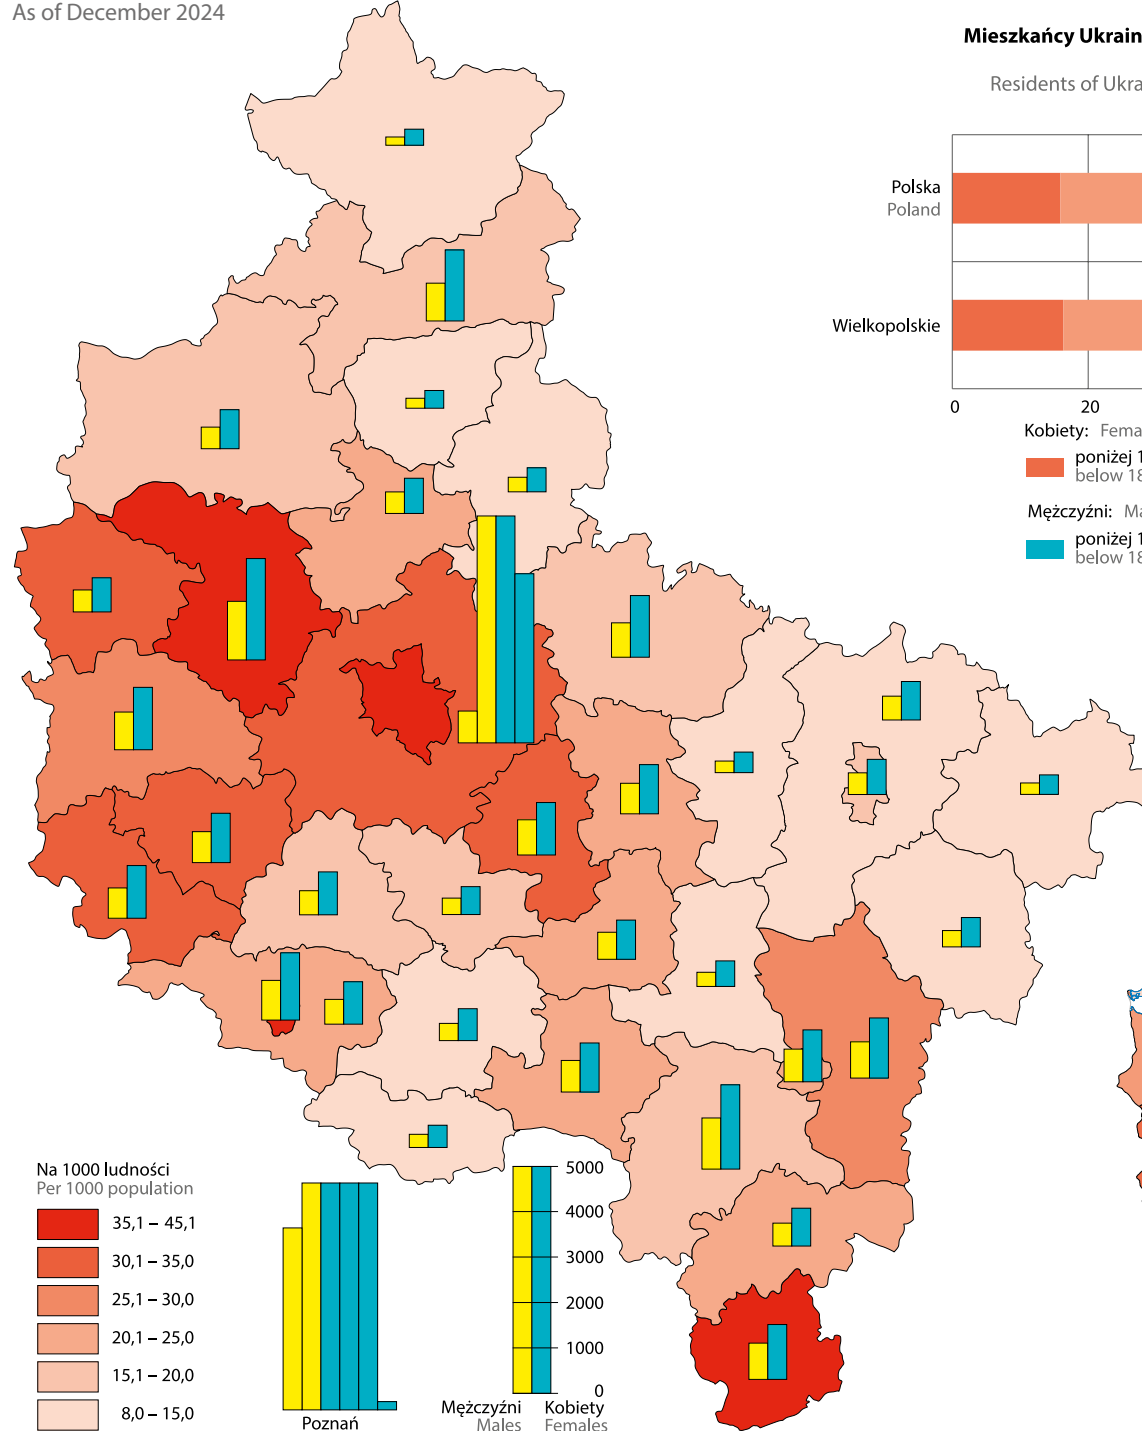 As of December 2024
Mieszkańcy Ukrain
Residents of Ukra
Polska
Poland
Wielkopolskie
0 20
Kobiety: Fema
poniżej 1
below 18
Mężczyźni: Ma
poniżej 1
below 18
Na 1000 ludności
Per 1000 population
35,1 – 45,1
30,1 – 35,0
25,1 – 30,0
20,1 – 25,0
15,1 – 20,0
8,0 – 15,0
Poznań
5000
4000
3000
2000
1000
0
Mężczyźni Kobiety
Males Females